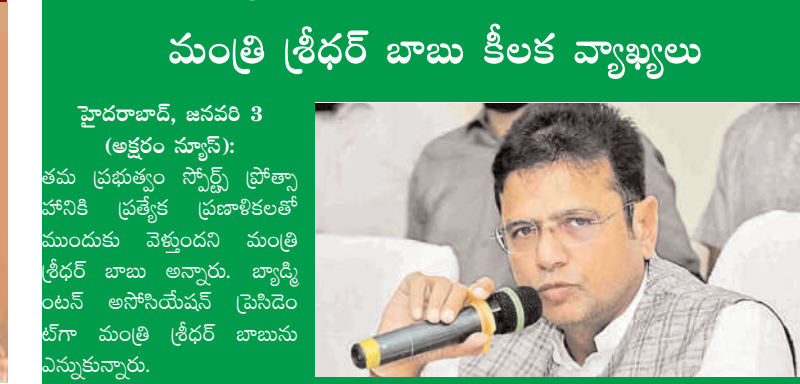 మంత్రి శ్రీధర్ బాబు కీలక వ్యాఖ్యలు
హైదరాబాద్, జనవరి 3
(అక్షరం న్యూస్):
తమ ప్రభుత్వం స్పోర్ట్స్ ప్రోత్సా
హానికి ప్రత్యేక ప్రణాళికలతో
ముందుకు వెళ్తుందని మంత్రి
శ్రీధర్ బాబు అన్నారు. బ్యాడ్మి
ంటన్ అసోసియేషన్ ప్రెసిడెం
ట్‌గా మంత్రి శ్రీధర్ బాబును
ఎన్నుకున్నారు.